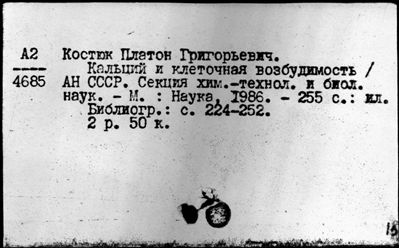 А2 Костюк Платон Григорьевич.
---- Кальций и клеточная возбудимость /
4685 АН СССР. Секция хим.-технол. и биол.
наук. - М. : Наука, 1986. - 255 с.: ил.
Библиогр.: с. 224-252.
2 р. 50 к.